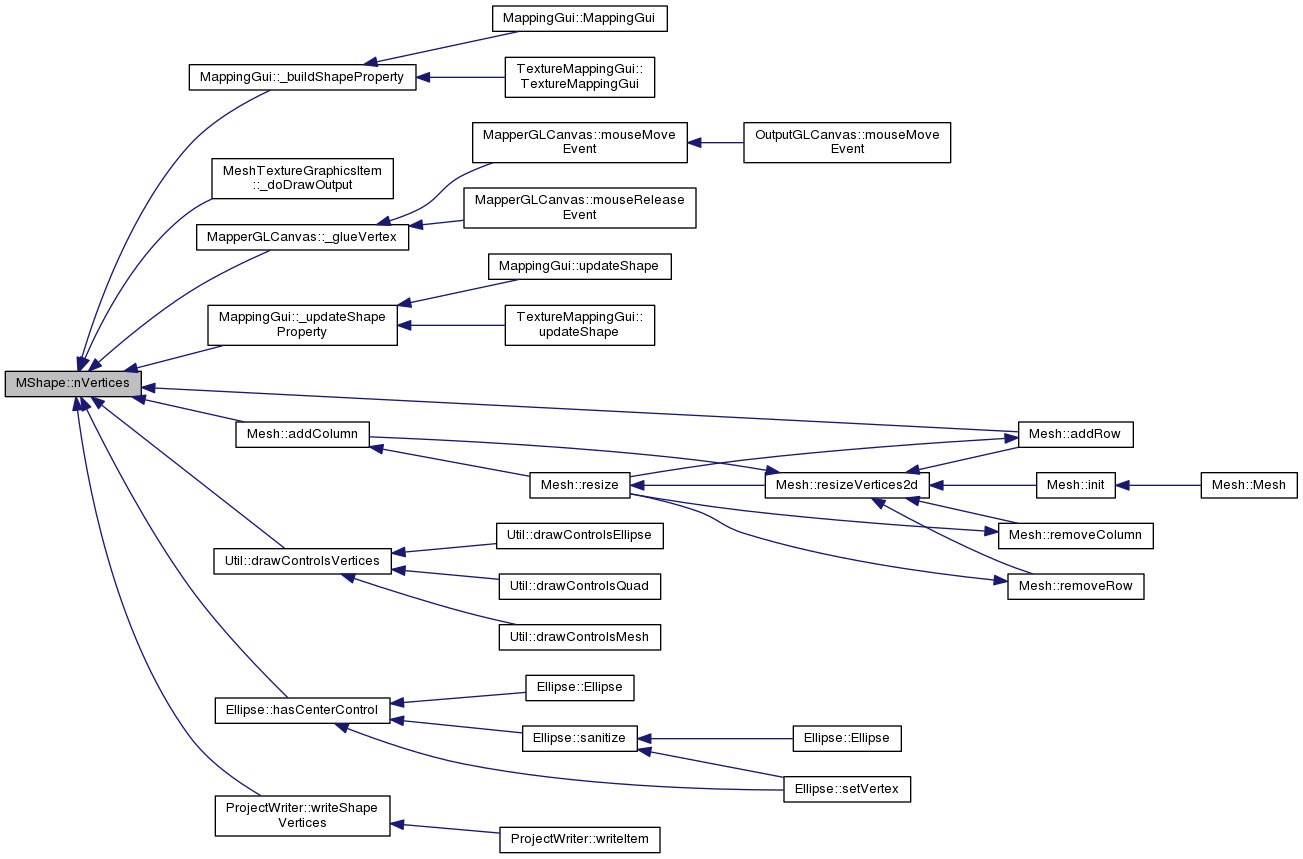 MappingGui::MappingGui
MappingGui::_buildShapeProperty
TextureMappingGui::
TextureMappingGui
MapperGLCanvas::mouseMove
Event
OutputGLCanvas::mouseMove
Event
MeshTextureGraphicsItem
::_doDrawOutput
MapperGLCanvas::mouseRelease
Event
MapperGLCanvas::_glueVertex
MappingGui::updateShape
MappingGui::_updateShape
Property
TextureMappingGui::
updateShape
MShape::nVertices
Mesh::addColumn
Mesh::addRow
Mesh::resize
Mesh::resizeVertices2d
Mesh::init
Mesh::Mesh
Mesh::removeColumn
Mesh::removeRow
Util::drawControlsEllipse
Util::drawControlsVertices
Util::drawControlsQuad
Util::drawControlsMesh
Ellipse::Ellipse
Ellipse::hasCenterControl
Ellipse::sanitize
Ellipse::Ellipse
Ellipse::setVertex
ProjectWriter::writeShape
Vertices
ProjectWriter::writeItem